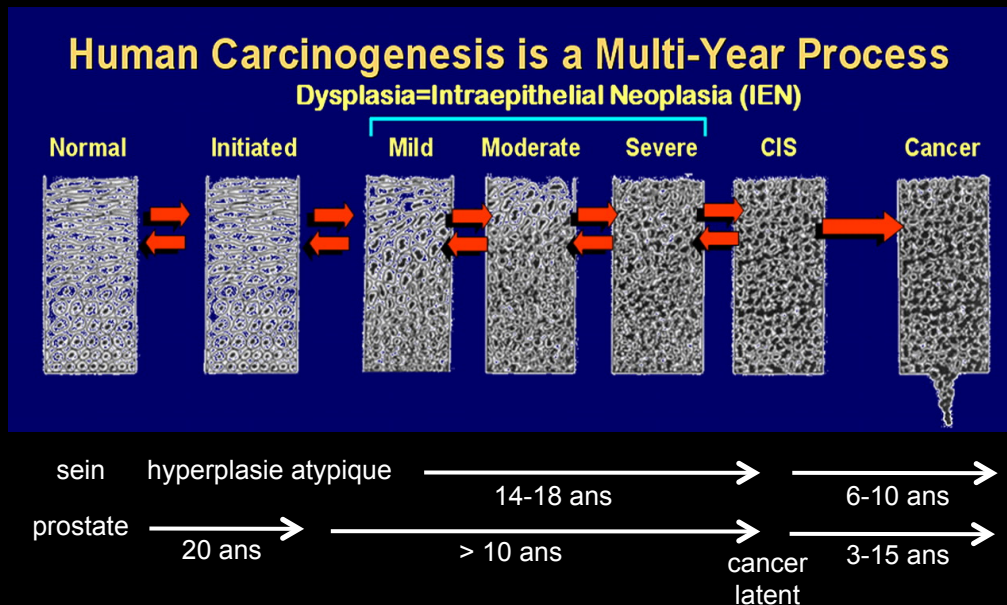 Human Carcinogenesis is a Multi-Year Process
Dysplasia=Intraepithelial Neoplasia (IEN)
Normal Initiated Mild Moderate Severe CIS Cancer
sein hyperplasie atypique
14-18 ans 6-10 ans
prostate
20 ans > 10 ans 3-15 ans
cancer
latent